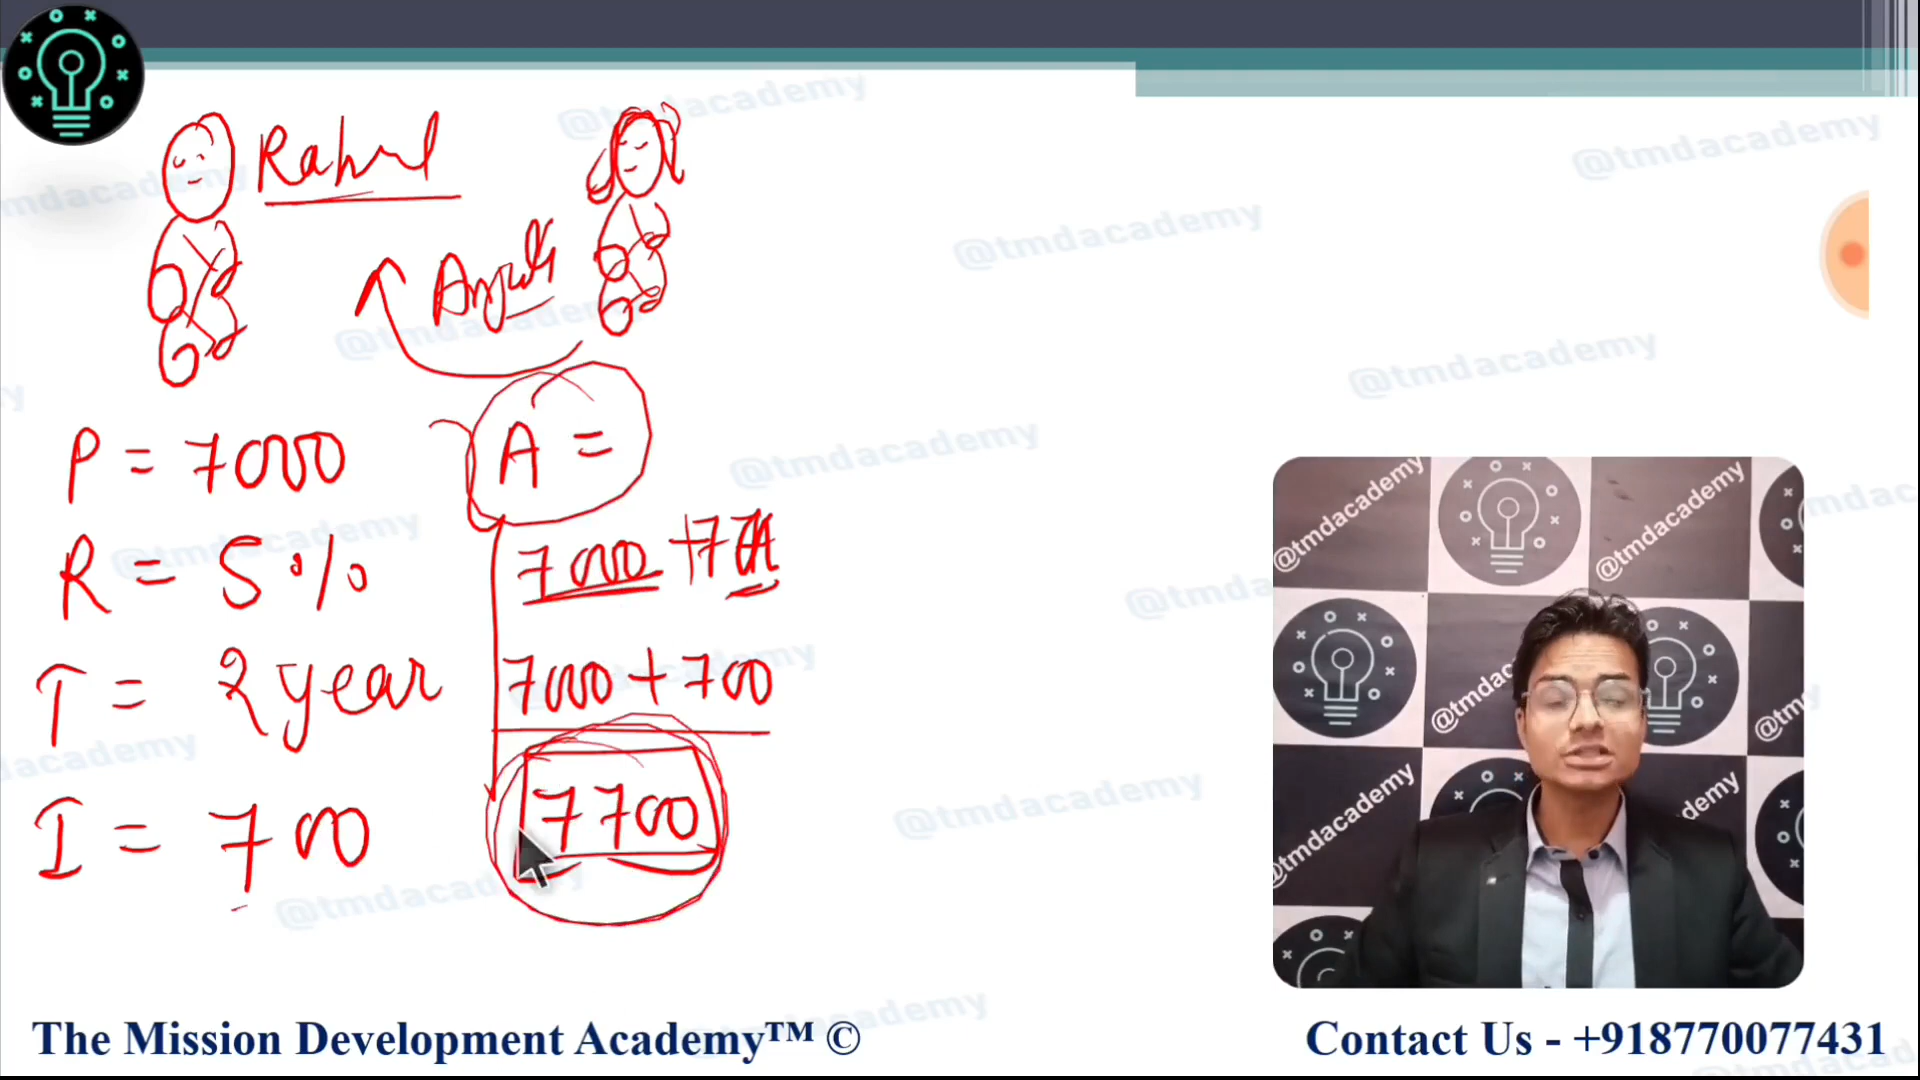 Rahul
Anjali
P = 7000
R = 5%
T = 2 year
I = 700
A =
7000 + 700
7000 + 700
7700
@tmdacademy
The Mission Development Academy™ ©
Contact Us - +918770077431